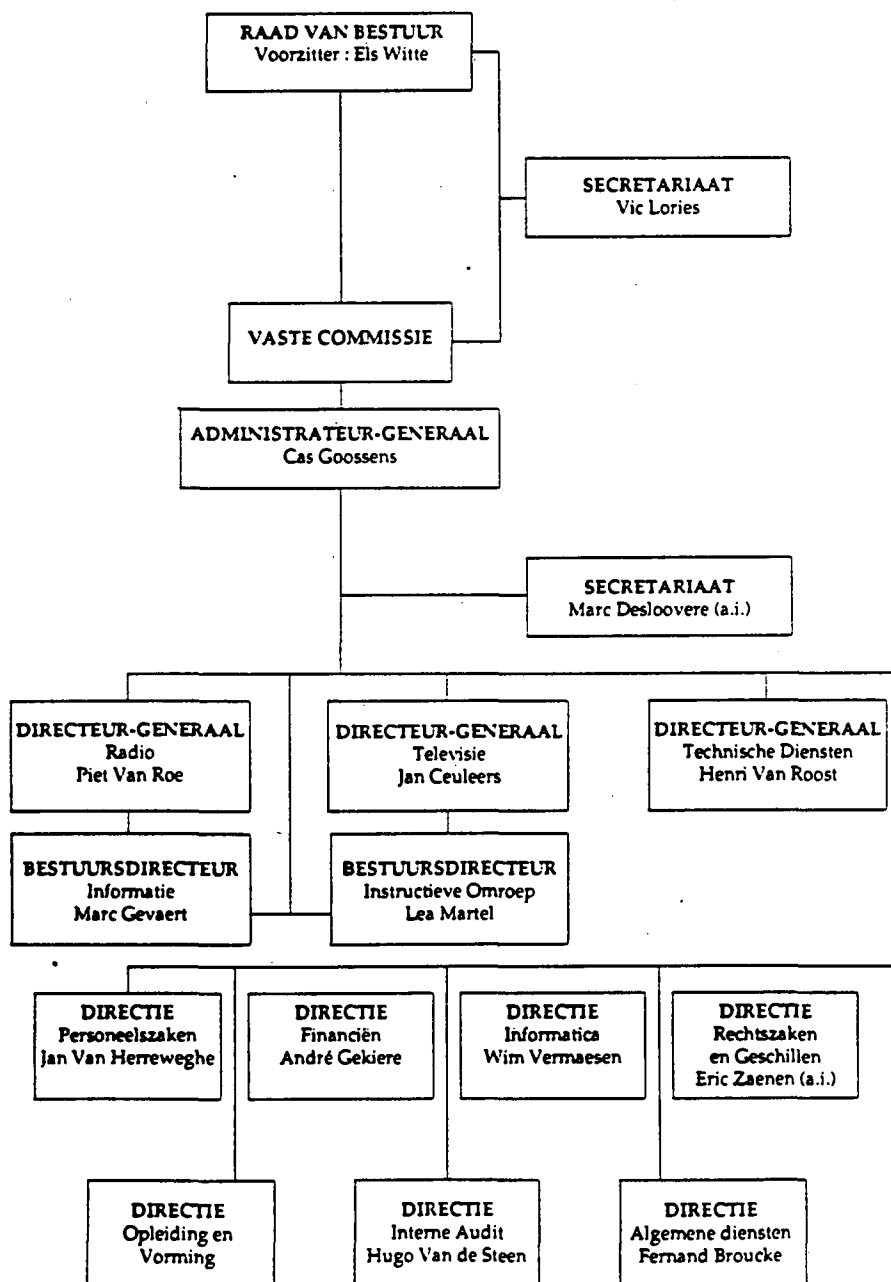 RAAD VAN BESTUUR
Voorzitter : Els Witte
SECRETARIAAT
Vic Lories
VASTE COMMISSIE
ADMINISTRATEUR-GENERAAL
Cas Goossens
SECRETARIAAT
Marc Desloovere (a.i.)
DIRECTEUR-GENERAAL
Radio
Piet Van Roe
DIRECTEUR-GENERAAL
Televisie
Jan Ceuleers
DIRECTEUR-GENERAAL
Technische Diensten
Henri Van Roost
BESTUURSDIRECTEUR
Informatie
Marc Gevaert
BESTUURSDIRECTEUR
Instructieve Omroep
Lea Martel
DIRECTIE
Personeelszaken
Jan Van Herreweghe
DIRECTIE
Financiën
André Gekiere
DIRECTIE
Informatica
Wim Vermaesen
DIRECTIE
Rechtszaken
en Geschillen
Eric Zaenen (a.i.)
DIRECTIE
Opleiding en
Vorming
DIRECTIE
Interne Audit
Hugo Van de Steen
DIRECTIE
Algemene diensten
Fernand Broucke